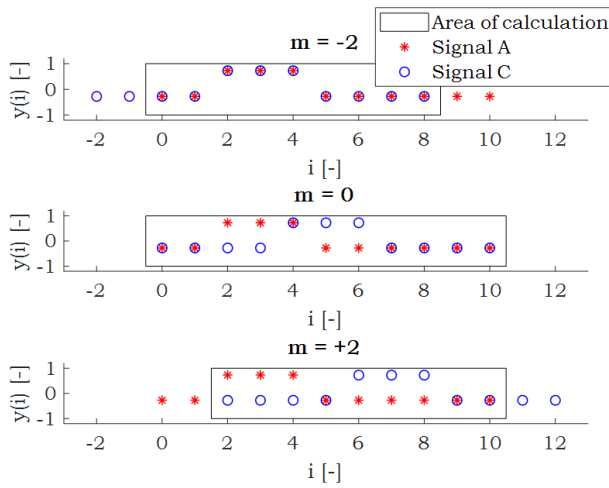 Area of calculation
Signal A
Signal C
m = -2
y(i) [-]
1
0
-1
-2 0 2 4 6 8 10 12
i [-]
m = 0
y(i) [-]
1
0
-1
-2 0 2 4 6 8 10 12
i [-]
m = +2
y(i) [-]
1
0
-1
-2 0 2 4 6 8 10 12
i [-]